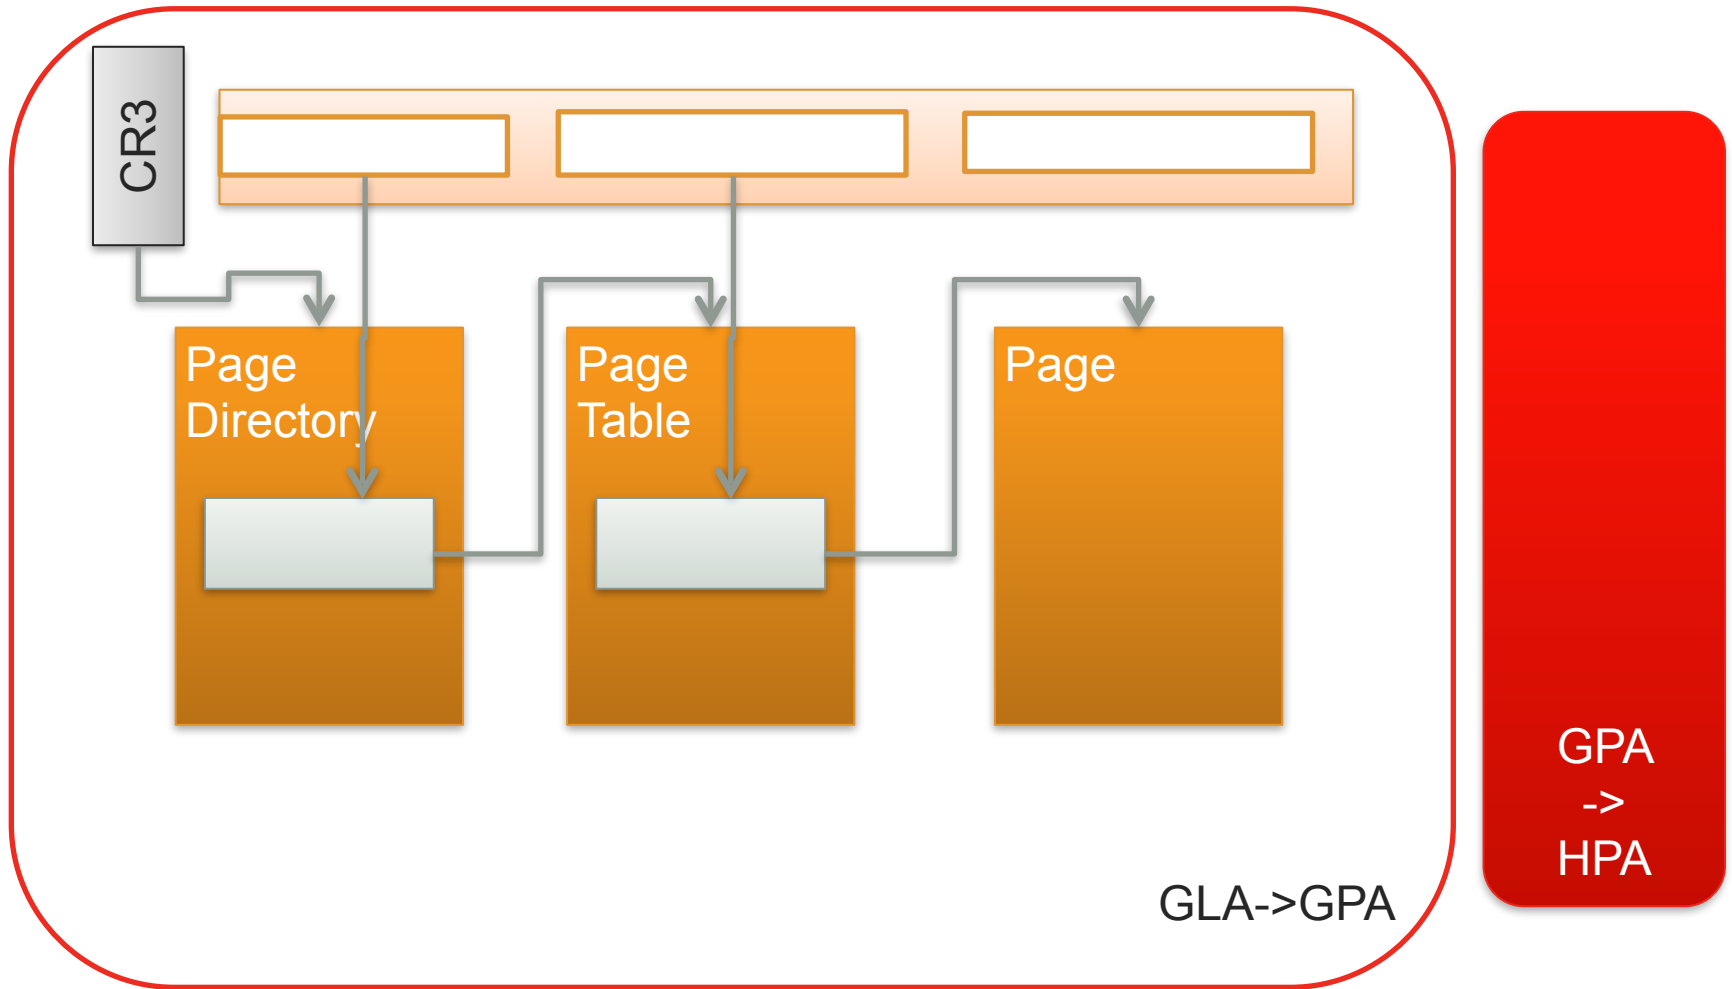 CR3
Page
Directory
Page
Table
Page
GPA
->
HPA
GLA->GPA